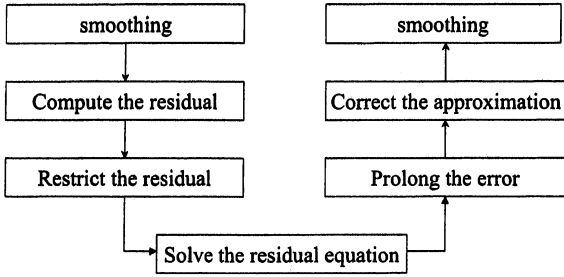 smoothing
Compute the residual
Restrict the residual
Solve the residual equation
Prolong the error
Correct the approximation
smoothing